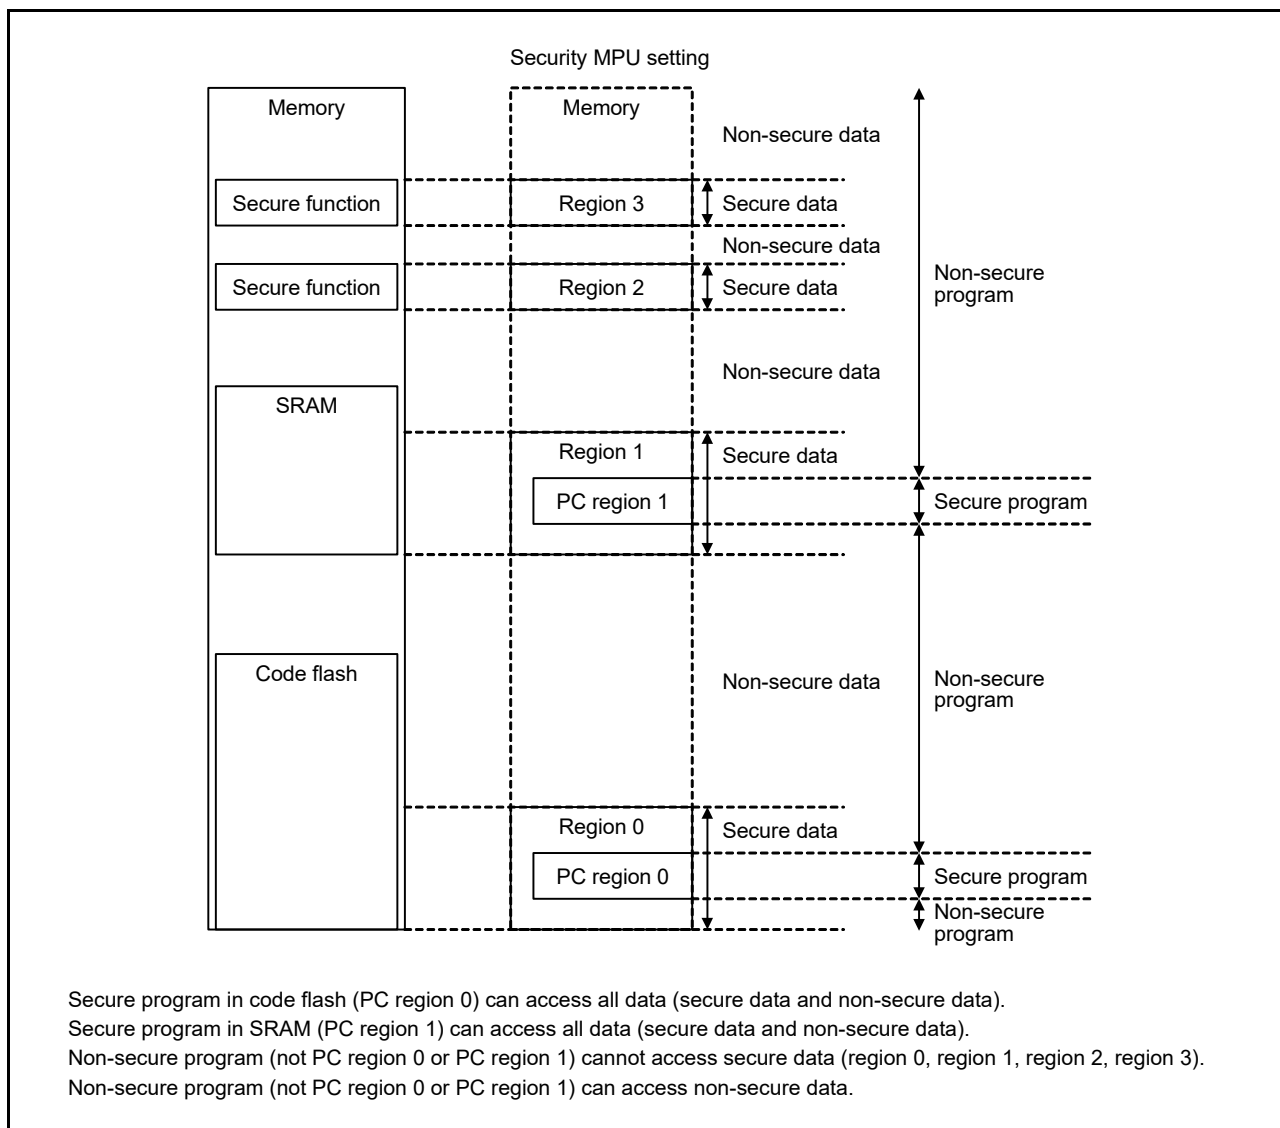 Security MPU setting
Memory
Memory
Non-secure data
Secure function
Region 3
Secure data
Non-secure data
Secure function
Region 2
Secure data
Non-secure
program
Non-secure data
SRAM
Region 1
Secure data
PC region 1
Secure program
Code flash
Non-secure data
Non-secure
program
Region 0
Secure data
PC region 0
Secure program
Non-secure
program
Secure program in code flash (PC region 0) can access all data (secure data and non-secure data).
Secure program in SRAM (PC region 1) can access all data (secure data and non-secure data).
Non-secure program (not PC region 0 or PC region 1) cannot access secure data (region 0, region 1, region 2, region 3).
Non-secure program (not PC region 0 or PC region 1) can access non-secure data.